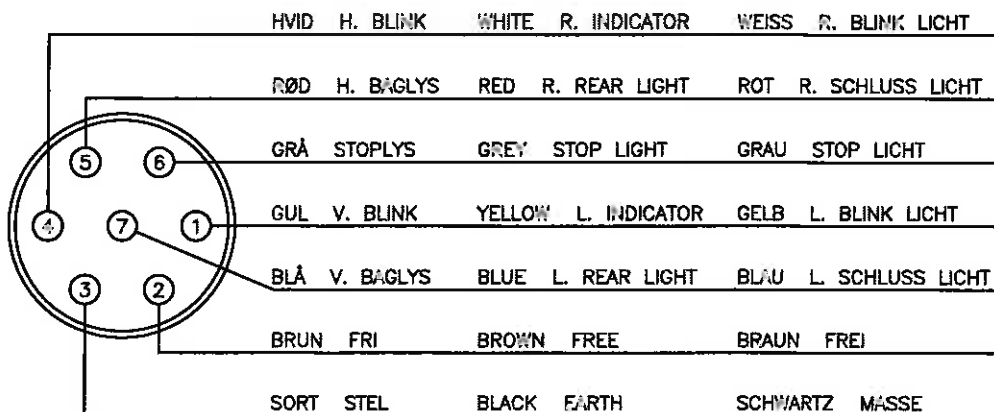 HVID H. BLINK WHITE R. INDICATOR WEISS R. BLINK LICHT
RØD H. BAGLYS RED R. REAR LIGHT ROT R. SCHLUSS LICHT
5 6 GRÅ STOPLYS GREY STOP LIGHT GRAU STOP LICHT
4 7 1 GUL V. BLINK YELLOW L. INDICATOR GELB L. BLINK LICHT
3 2 BLÅ V. BAGLYS BLUE L. REAR LIGHT BLAU L. SCHLUSS LICHT
BRUN FRI BROWN FREE BRAUN FREI
SORT STEL BLACK EARTH SCHWARTZ MASSE